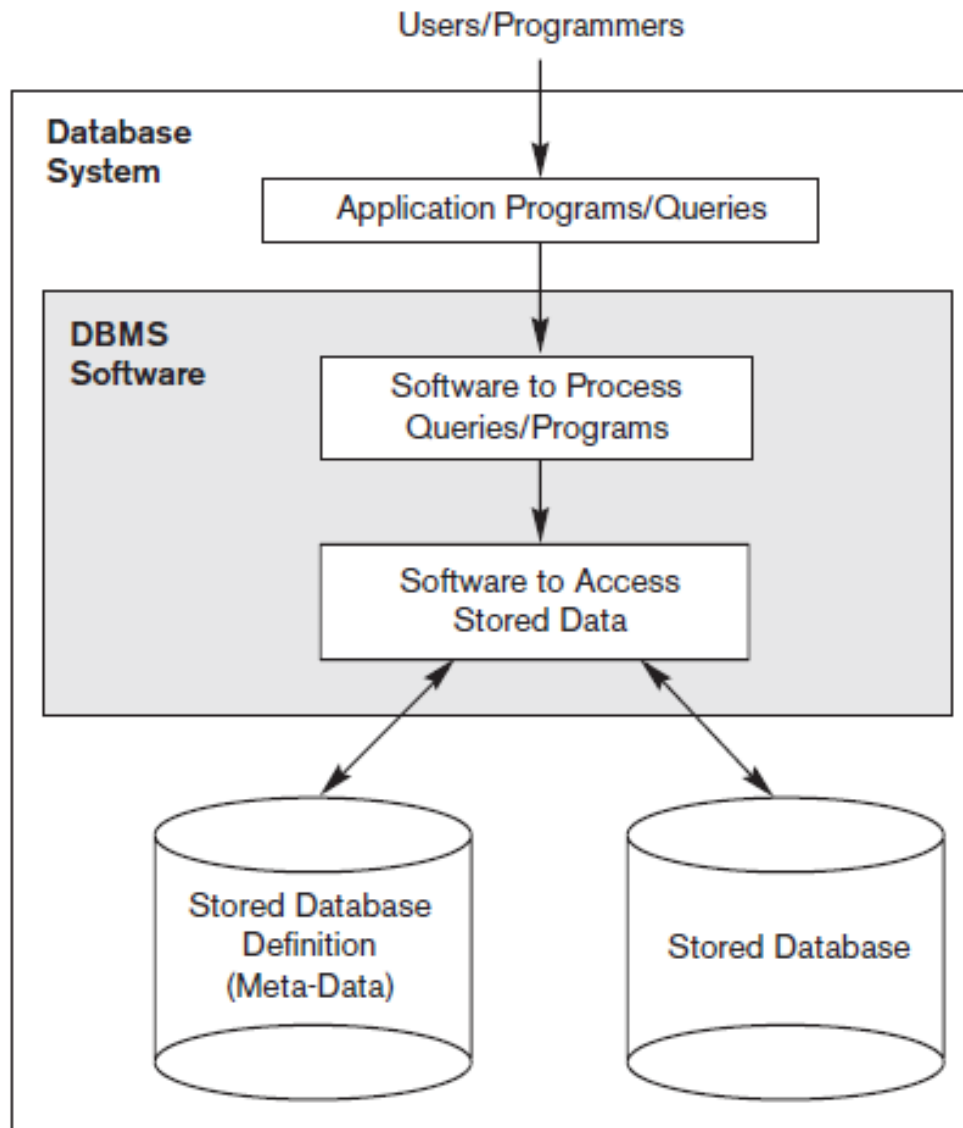 Users/Programmers
Database
System
Application Programs/Queries
DBMS
Software
Software to Process
Queries/Programs
Software to Access
Stored Data
Stored Database
Definition
(Meta-Data)
Stored Database